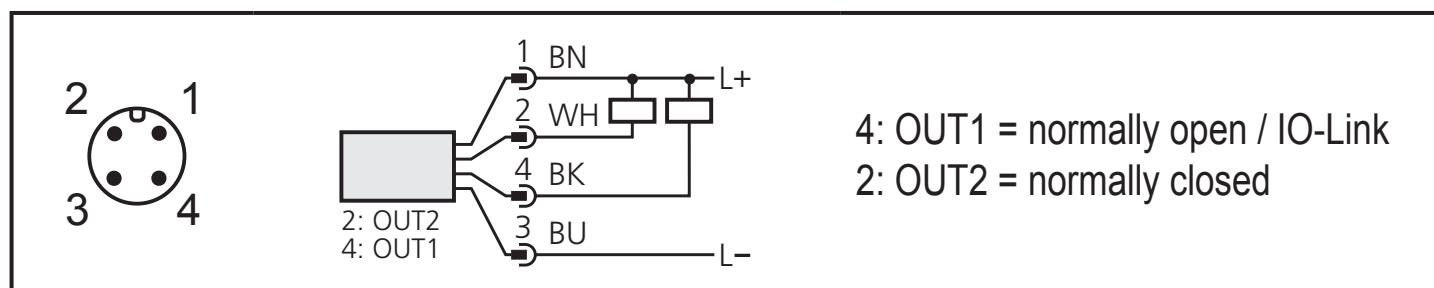 2 1
3 4
1 BN
L+
2 WH
4 BK
2: OUT2
4: OUT1
3 BU
L−
4: OUT1 = normally open / IO-Link
2: OUT2 = normally closed